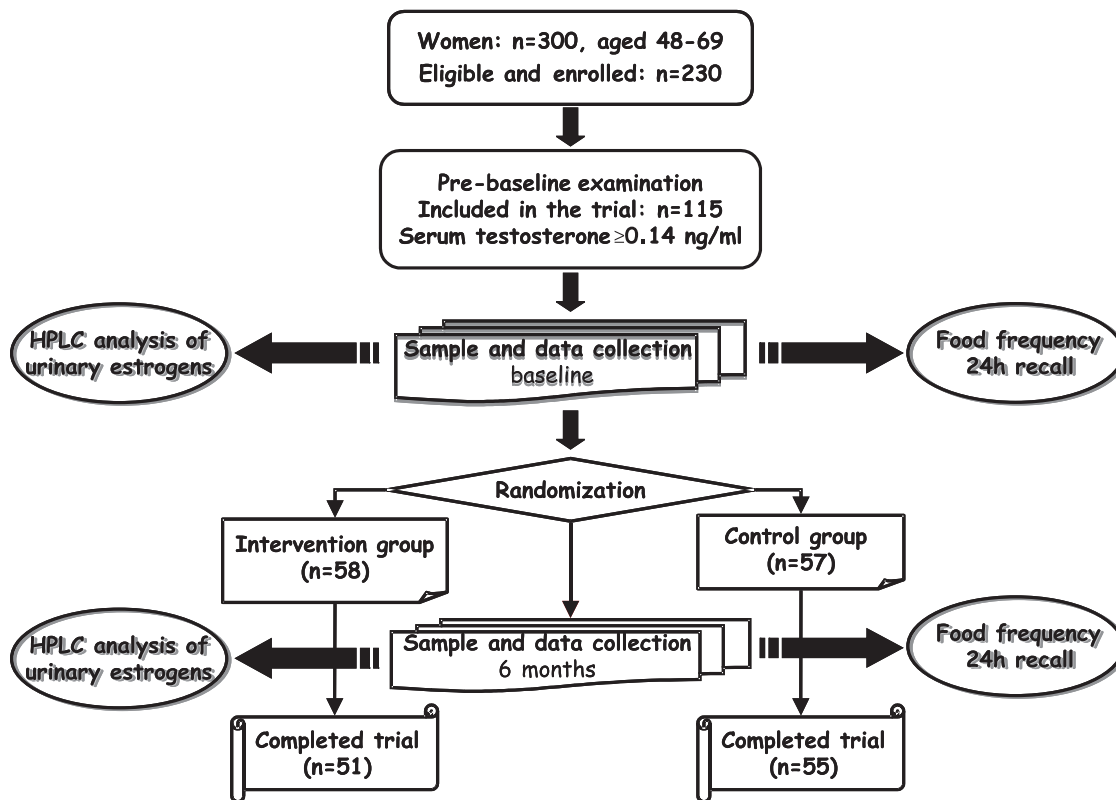 Women: n=300, aged 48-69
Eligible and enrolled: n=230
Pre-baseline examination
Included in the trial: n=115
Serum testosterone≥0.14 ng/ml
HPLC analysis of
urinary estrogens
Sample and data collection
baseline
Food frequency
24h recall
Randomization
Intervention group
(n=58)
Control group
(n=57)
HPLC analysis of
urinary estrogens
Sample and data collection
6 months
Food frequency
24h recall
Completed trial
(n=51)
Completed trial
(n=55)